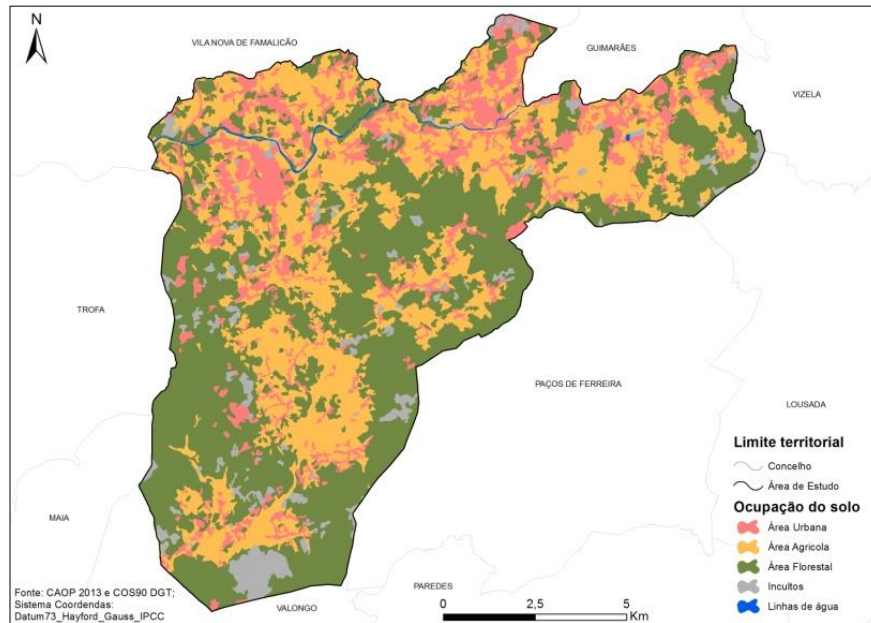 N
VILA NOVA DE FAMALICÃO
GUIMARÃES
VIZELA
TROFA
PAÇOS DE FERREIRA
LOUSADA
MAIA
PAREDES
VALONGO
Limite territorial
Concelho
Área de Estudo
Ocupação do solo
Área Urbana
Área Agricola
Área Florestal
Incultos
Linhas de água
Fonte: CAOP 2013 e COS90 DGT;
Sistema Coordendas:
Datum73_Hayford_Gauss_IPCC
0 2,5 5
Km